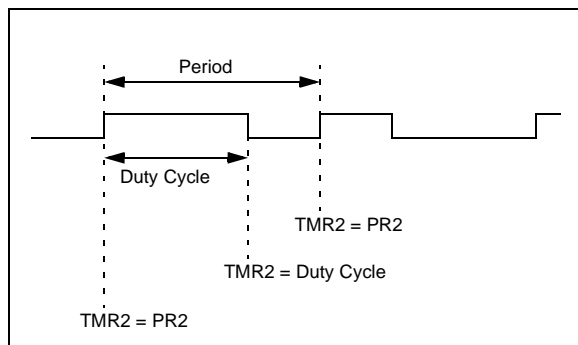 Period
Duty Cycle
TMR2 = PR2
TMR2 = Duty Cycle
TMR2 = PR2